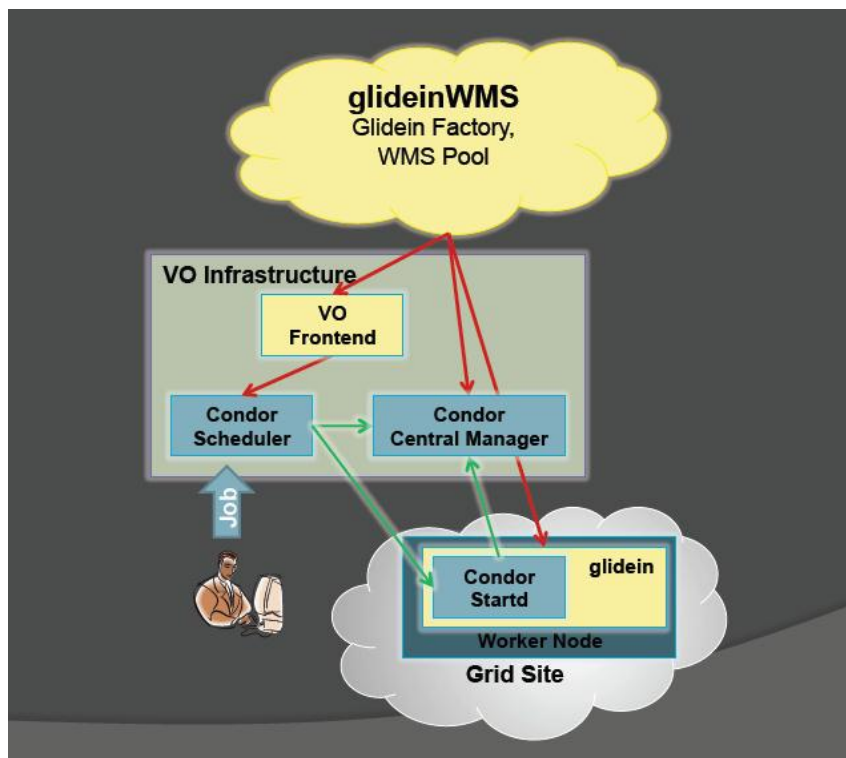 glideinWMS
Glidein Factory,
WMS Pool
VO Infrastructure
VO
Frontend
Condor
Scheduler
Condor
Central Manager
Job
Condor
Startd
glidein
Worker Node
Grid Site